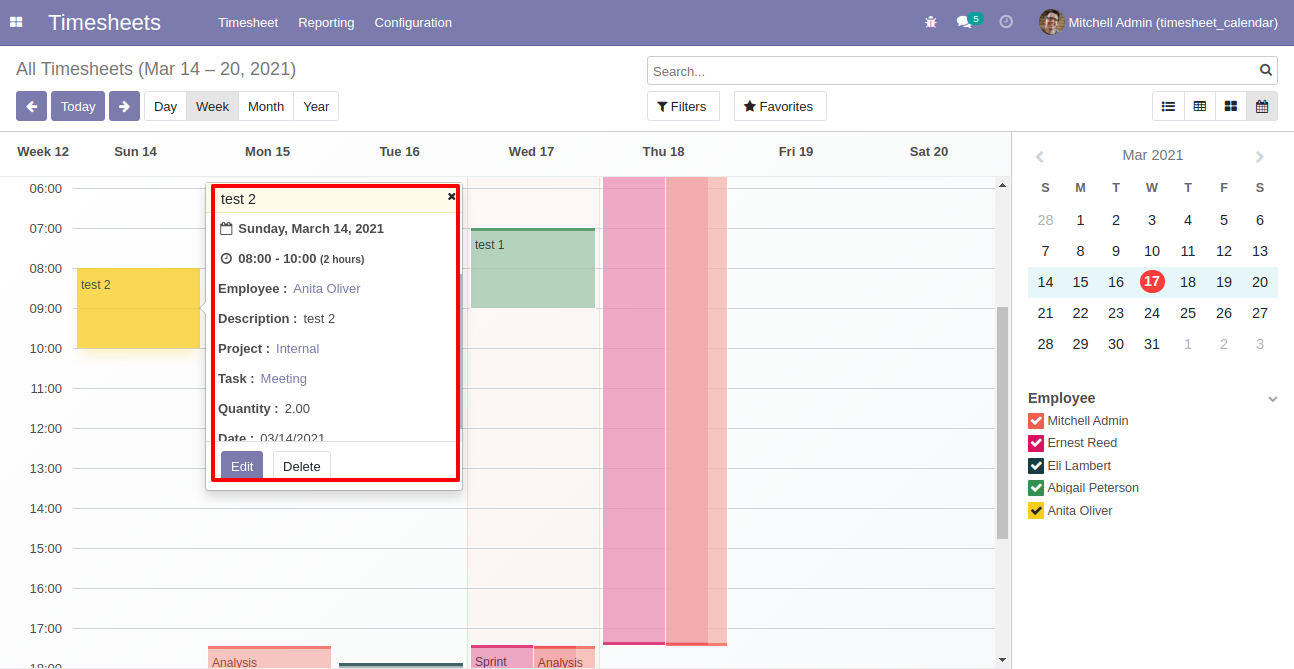 Timesheets Timesheet Reporting Configuration 5 Mitchell Admin (timesheet_calendar)
All Timesheets (Mar 14 – 20, 2021)
Search...
Today Day Week Month Year Filters Favorites
Week 12 Sun 14 Mon 15 Tue 16 Wed 17 Thu 18 Fri 19 Sat 20
06:00
07:00
08:00
09:00
10:00
11:00
12:00
13:00
14:00
15:00
16:00
17:00
18:00
test 2
test 2
Sunday, March 14, 2021
08:00 - 10:00 (2 hours)
Employee : Anita Oliver
Description : test 2
Project : Internal
Task : Meeting
Quantity : 2.00
Date : 03/14/2021
Edit Delete
test 1
Analysis
Sprint
Analysis
Mar 2021
S M T W T F S
28 1 2 3 4 5 6
7 8 9 10 11 12 13
14 15 16 17 18 19 20
21 22 23 24 25 26 27
28 29 30 31 1 2 3
Employee
Mitchell Admin
Ernest Reed
Eli Lambert
Abigail Peterson
Anita Oliver